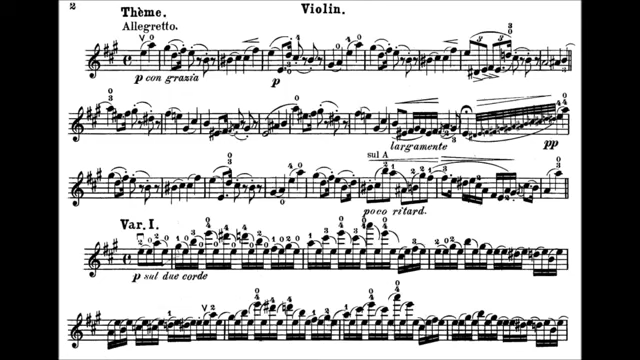 2
Violin.
Thème.
Allegretto.
p con grazia
p
largamente
pp
sul A
poco ritard.
Var. I.
p sul due corde